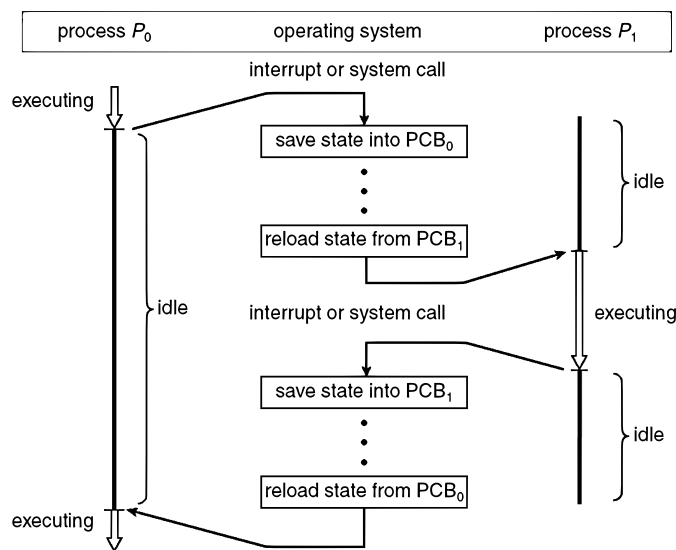 process P0 operating system process P1
interrupt or system call
executing
save state into PCB0
idle
reload state from PCB1
idle
interrupt or system call
executing
save state into PCB1
idle
reload state from PCB0
executing